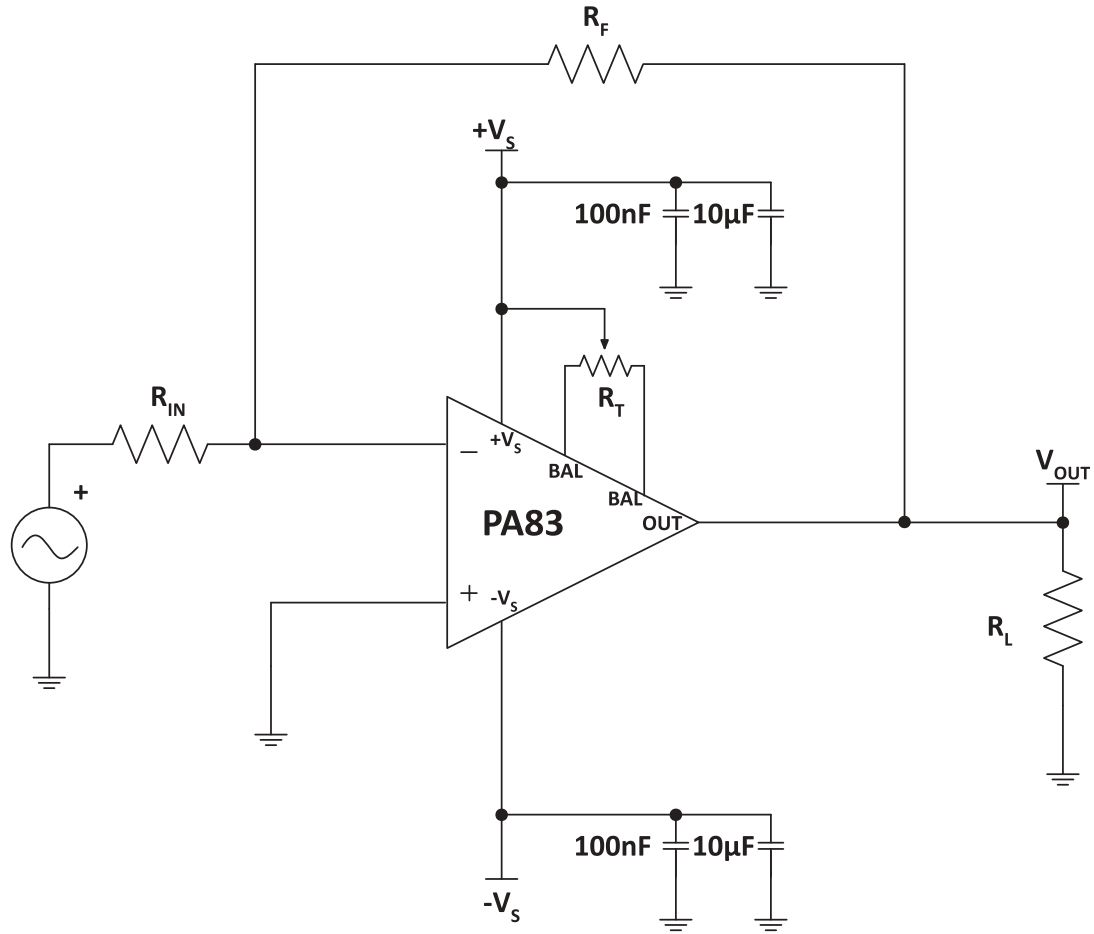 R_F
+V_S
100nF 10µF
R_IN
R_T
+
−
+V_S
BAL
BAL
V_OUT
PA83
OUT
+
-V_S
R_L
100nF 10µF
-V_S